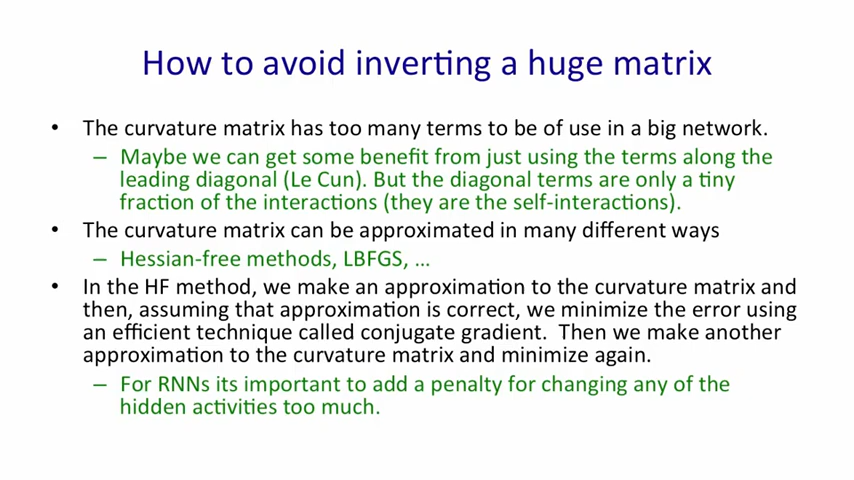 How to avoid inverting a huge matrix
• The curvature matrix has too many terms to be of use in a big network.
– Maybe we can get some benefit from just using the terms along the
leading diagonal (Le Cun). But the diagonal terms are only a tiny
fraction of the interactions (they are the self-interactions).
• The curvature matrix can be approximated in many different ways
– Hessian-free methods, LBFGS, …
• In the HF method, we make an approximation to the curvature matrix and
then, assuming that approximation is correct, we minimize the error using
an efficient technique called conjugate gradient. Then we make another
approximation to the curvature matrix and minimize again.
– For RNNs its important to add a penalty for changing any of the
hidden activities too much.